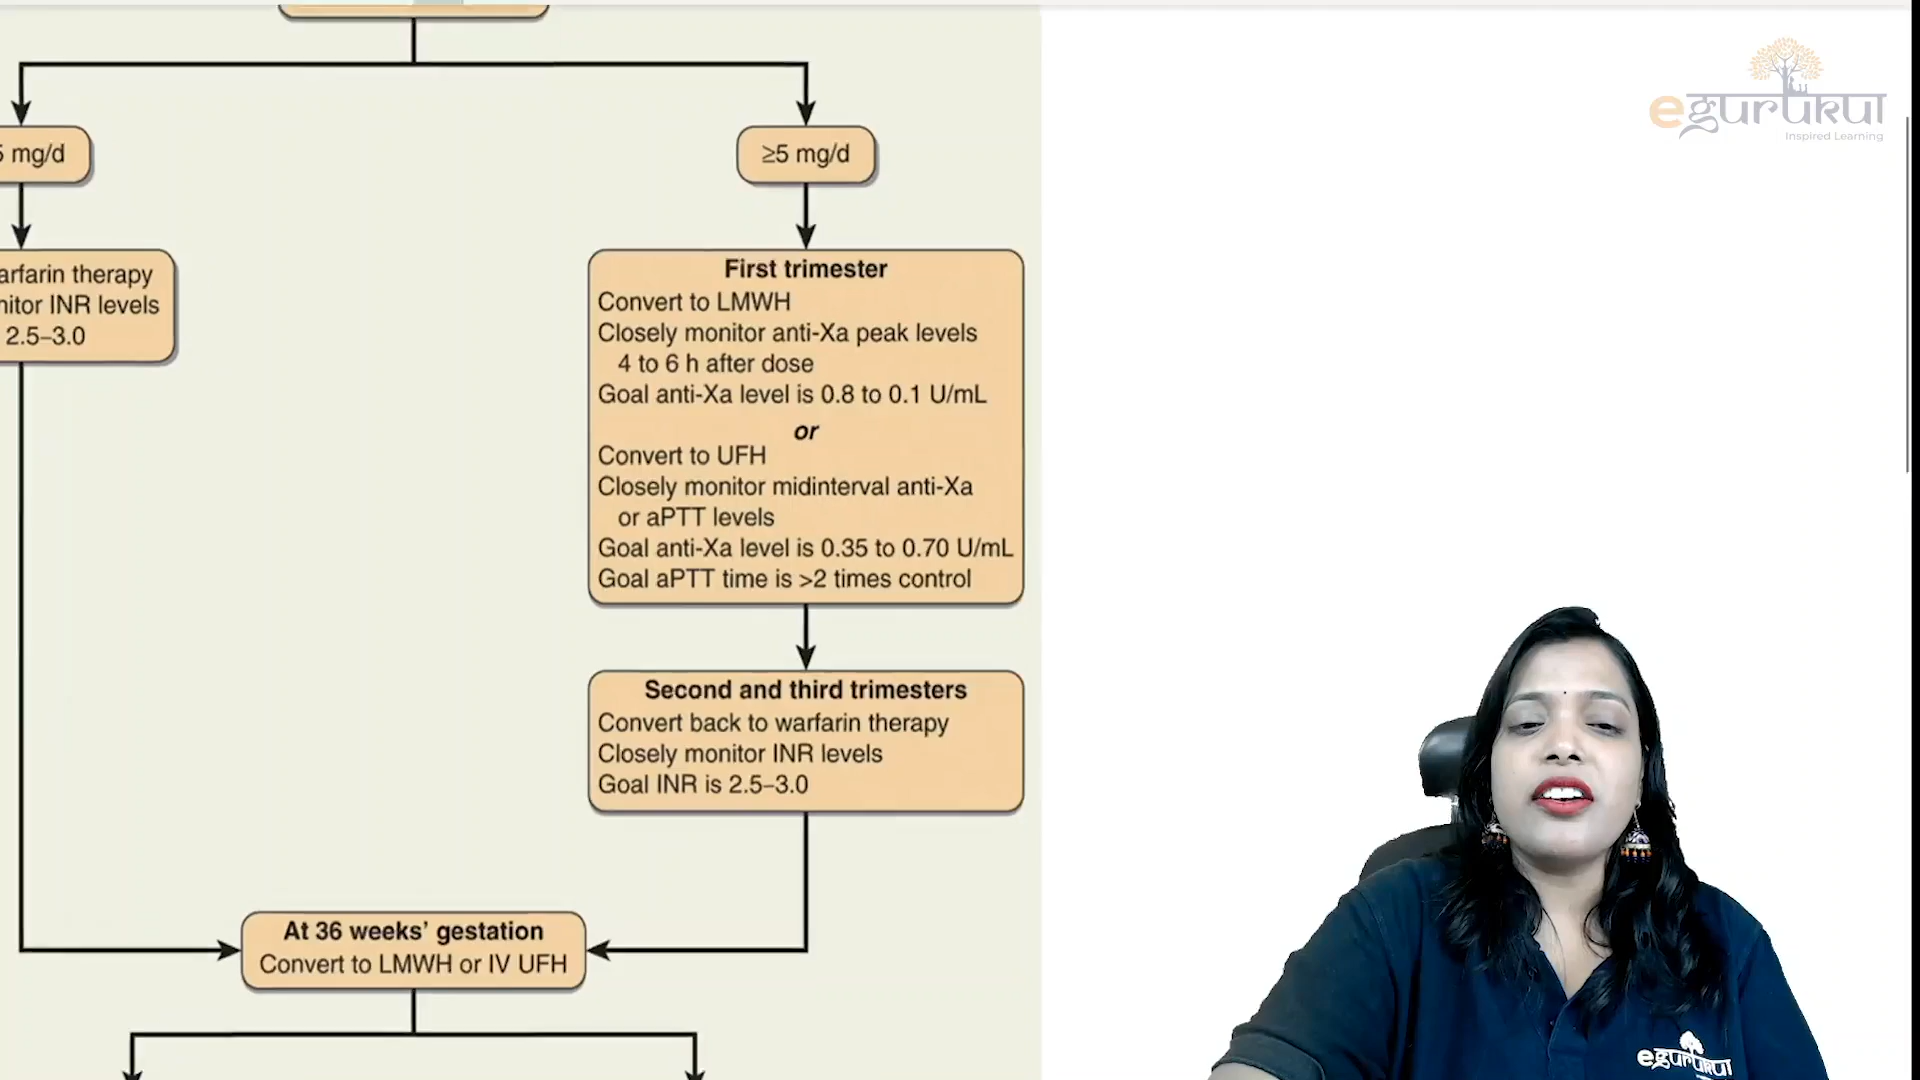 egurukul
Inspired Learning
5 mg/d
≥5 mg/d
arfarin therapy
nitor INR levels
2.5–3.0
First trimester
Convert to LMWH
Closely monitor anti-Xa peak levels
4 to 6 h after dose
Goal anti-Xa level is 0.8 to 0.1 U/mL
or
Convert to UFH
Closely monitor midinterval anti-Xa
or aPTT levels
Goal anti-Xa level is 0.35 to 0.70 U/mL
Goal aPTT time is >2 times control
Second and third trimesters
Convert back to warfarin therapy
Closely monitor INR levels
Goal INR is 2.5–3.0
At 36 weeks’ gestation
Convert to LMWH or IV UFH
egurukul